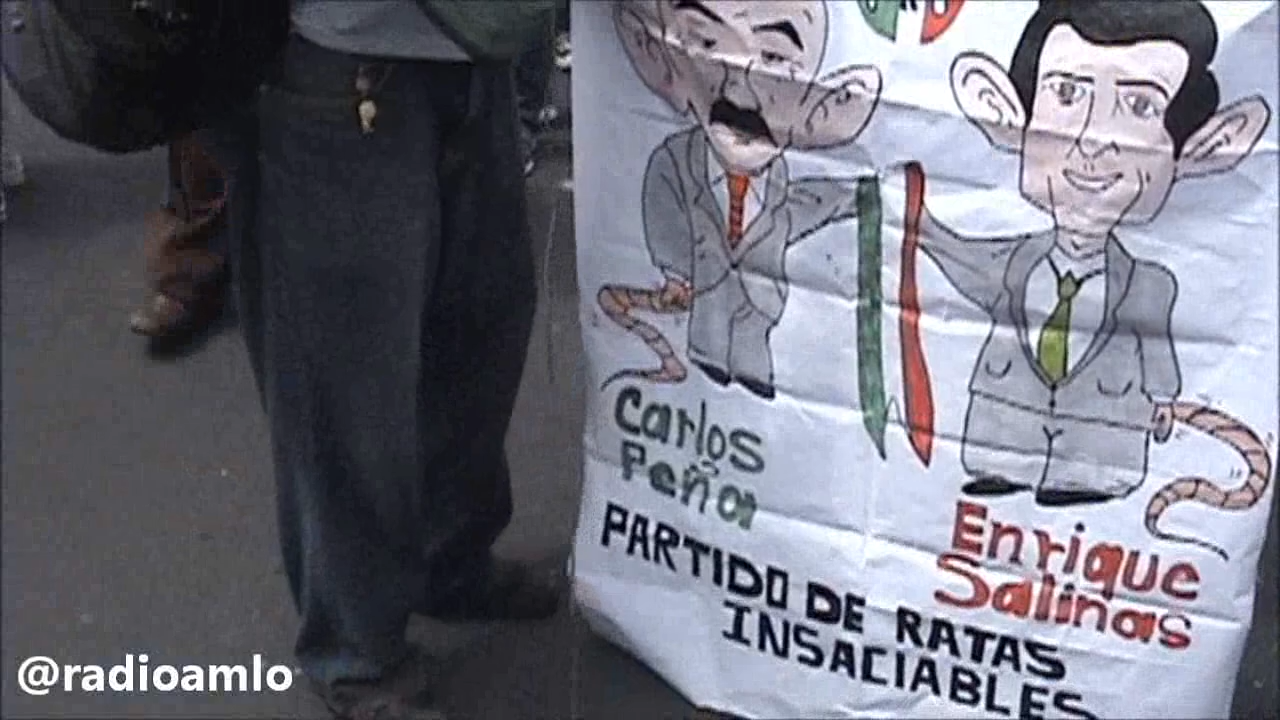 Carlos
Peña
Enrique
Salinas
PARTIDO DE RATAS
INSACIABLES
@radioamlo